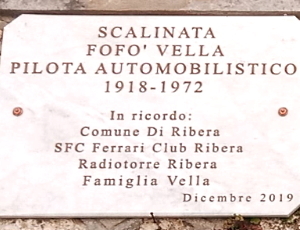 SCALINATA
FOFO' VELLA
PILOTA AUTOMOBILISTICO
1918-1972
In ricordo:
Comune Di Ribera
SFC Ferrari Club Ribera
Radiotorre Ribera
Famiglia Vella
Dicembre 2019